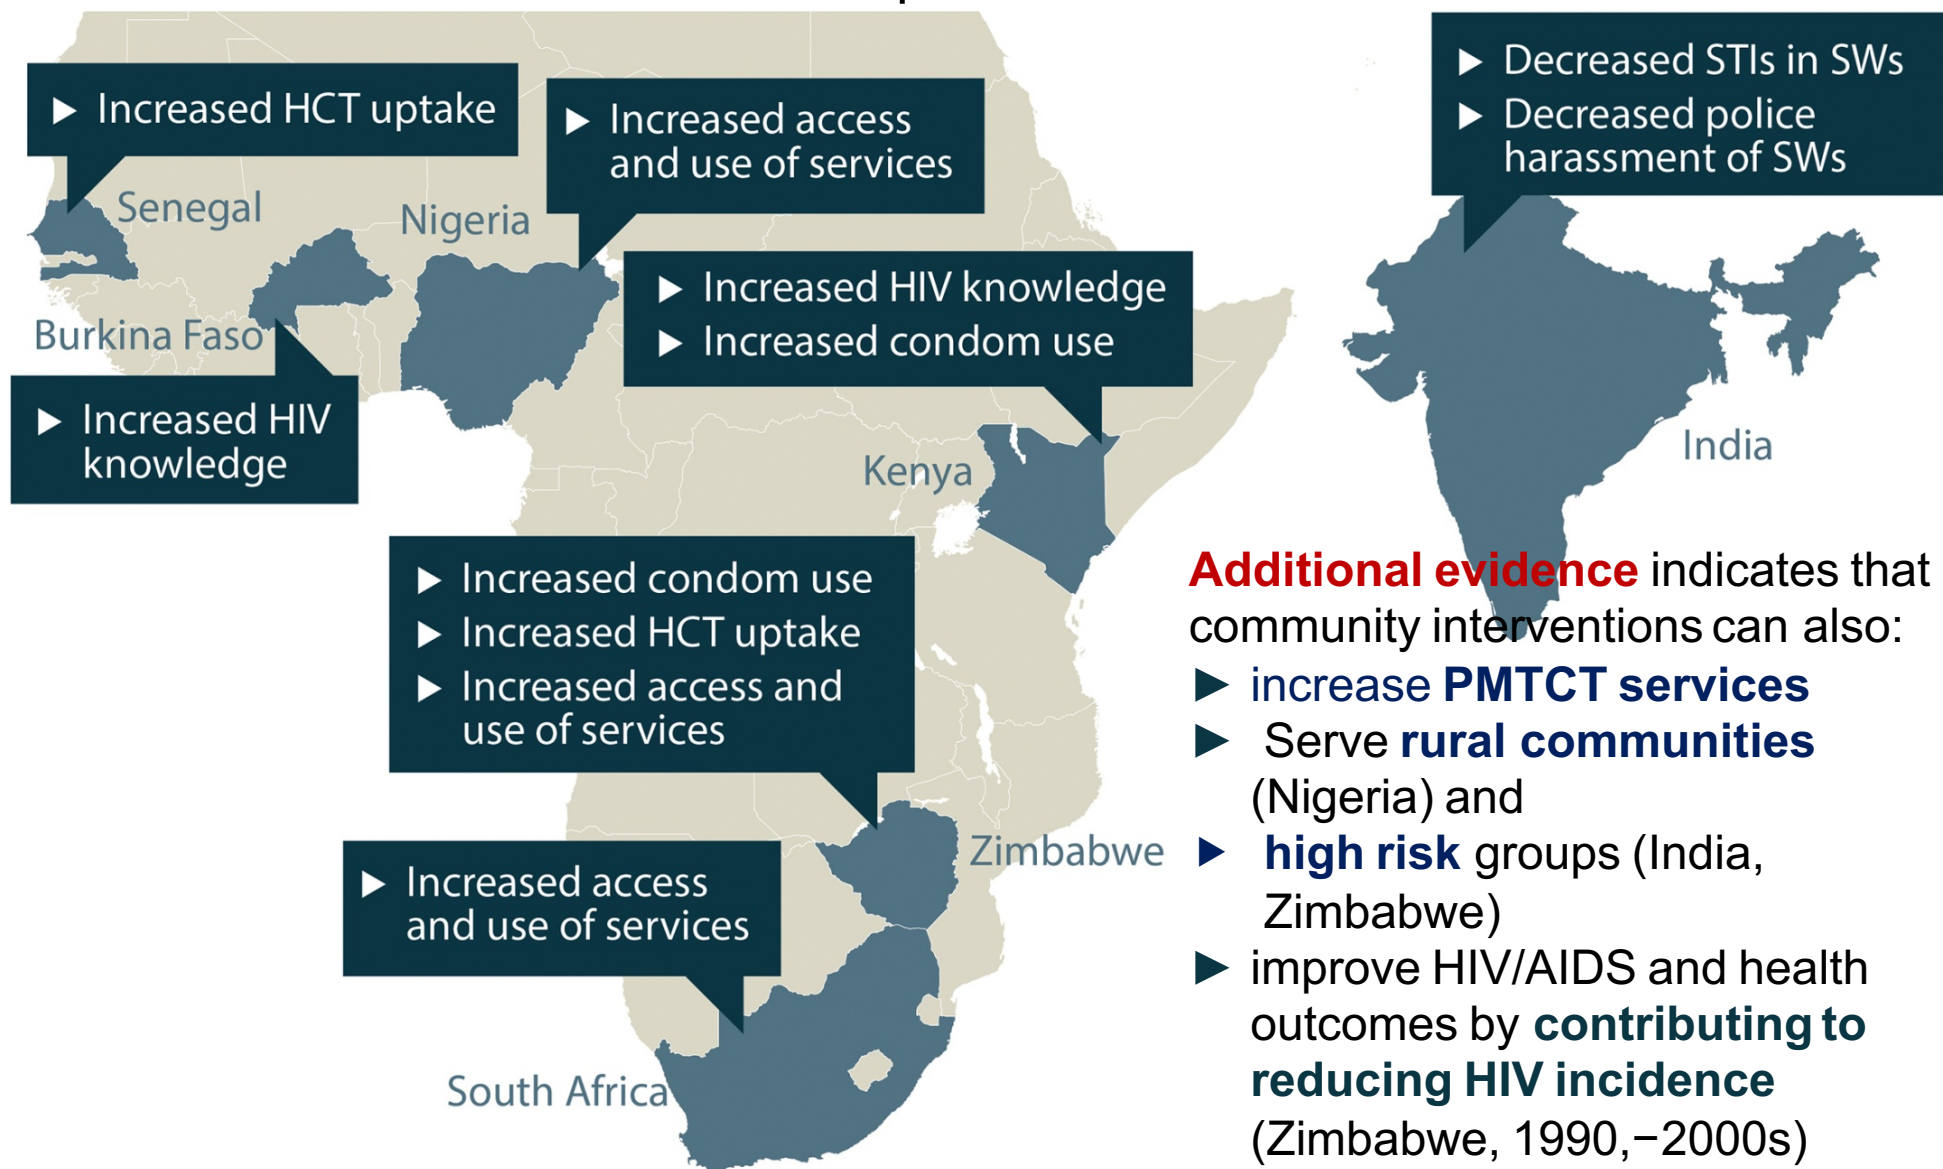 ► Increased HCT uptake
► Increased access
and use of services
► Decreased STIs in SWs
► Decreased police
harassment of SWs
Senegal
Nigeria
► Increased HIV knowledge
► Increased condom use
Burkina Faso
► Increased HIV
knowledge
India
Kenya
► Increased condom use
► Increased HCT uptake
► Increased access and
use of services
Zimbabwe
► Increased access
and use of services
South Africa
Additional evidence indicates that
community interventions can also:
► increase PMTCT services
► Serve rural communities
(Nigeria) and
► high risk groups (India,
Zimbabwe)
► improve HIV/AIDS and health
outcomes by contributing to
reducing HIV incidence
(Zimbabwe, 1990,−2000s)